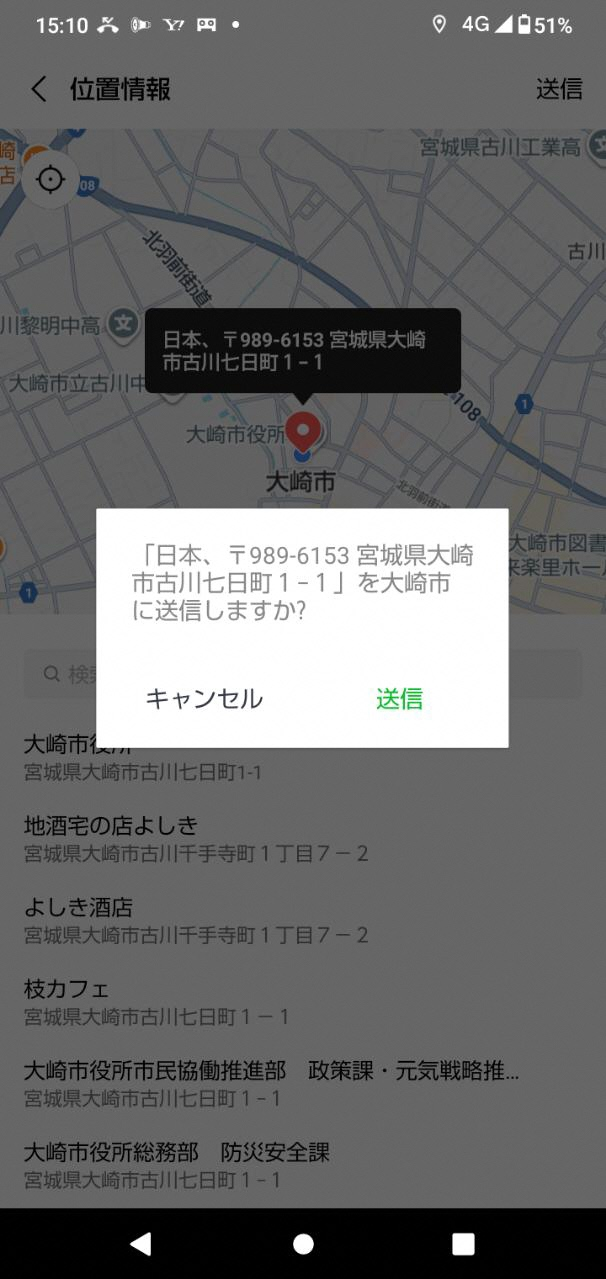 15:10
4G
51%
位置情報
送信
宮城県古川工業高
崎
店
08
北羽前街道
古川
川黎明中高
文
日本、〒989-6153 宮城県大崎
市古川七日町１−１
大崎市立古川中
108
1
大崎市役所
大崎市
北羽前街道
大崎市図書
来楽里ホール
1
「日本、〒989-6153 宮城県大崎
市古川七日町１−１」を大崎市
に送信しますか?
キャンセル
送信
検索
大崎市役所
宮城県大崎市古川七日町1-1
地酒宅の店よしき
宮城県大崎市古川千手寺町１丁目７－２
よしき酒店
宮城県大崎市古川千手寺町１丁目７－２
枝カフェ
宮城県大崎市古川七日町１－１
大崎市役所市民協働推進部　政策課・元気戦略推...
宮城県大崎市古川七日町１−１
大崎市役所総務部　防災安全課
宮城県大崎市古川七日町１−１